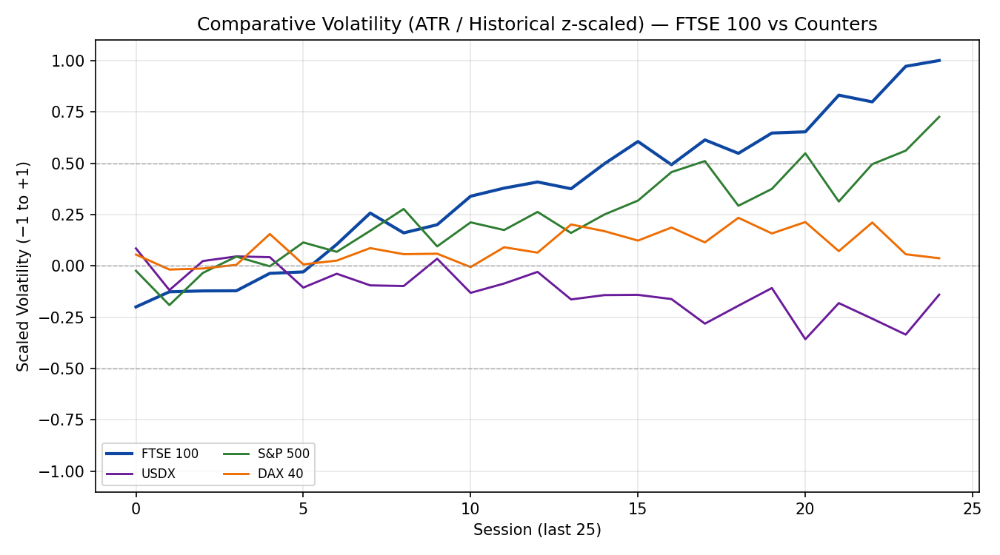 Comparative Volatility (ATR / Historical z-scaled) — FTSE 100 vs Counters
Scaled Volatility (−1 to +1)
1.00
0.75
0.50
0.25
0.00
−0.25
−0.50
−0.75
−1.00
FTSE 100
USDX
S&P 500
DAX 40
0 5 10 15 20 25
Session (last 25)